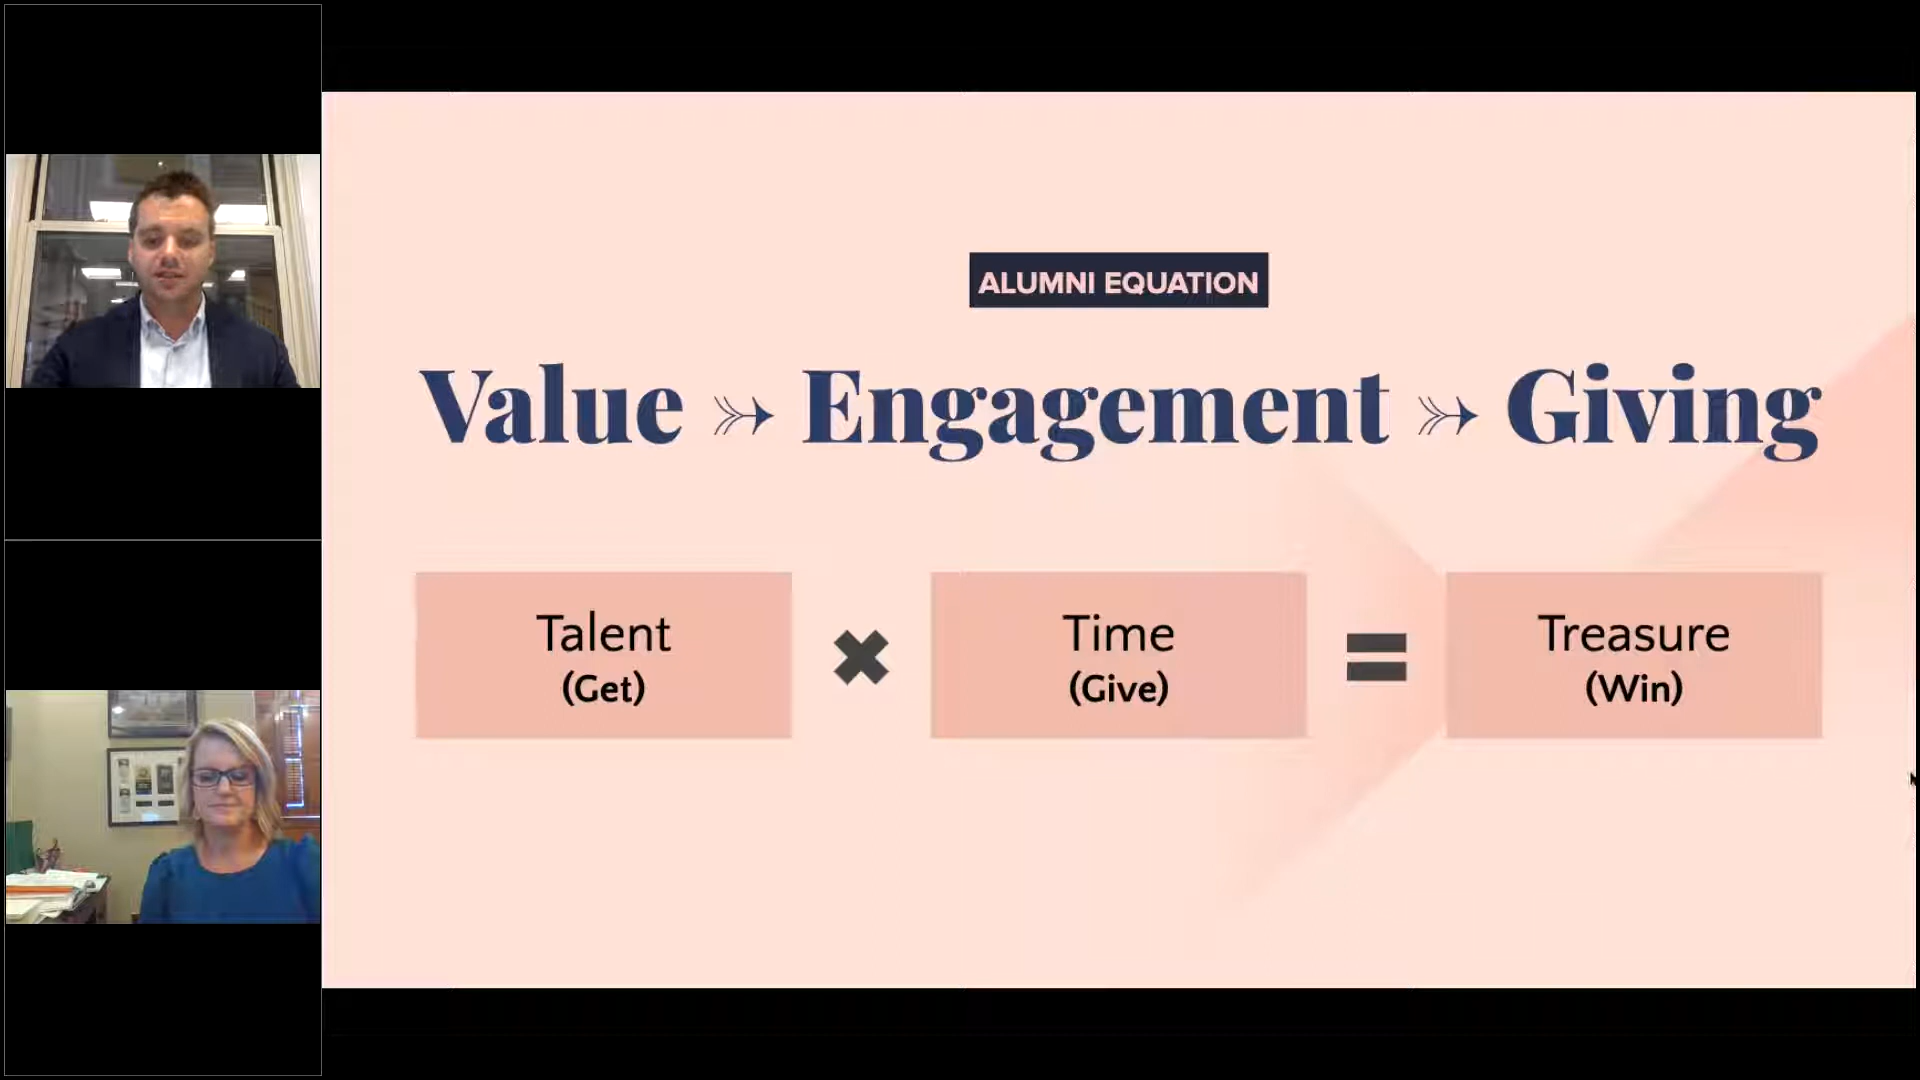 ALUMNI EQUATION
Value ➳ Engagement ➳ Giving
Talent
(Get)
✖
Time
(Give)
=
Treasure
(Win)